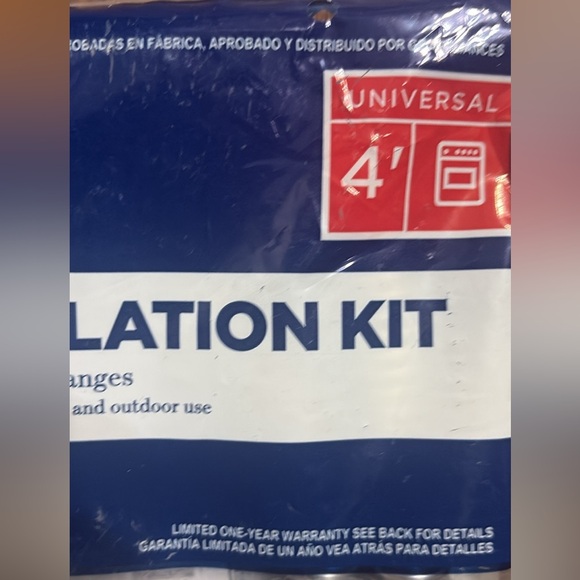 OBADAS EN FÁBRICA, APROBADO Y DISTRIBUIDO POR
UNIVERSAL
4'
LATION KIT
anges
and outdoor use
LIMITED ONE-YEAR WARRANTY SEE BACK FOR DETAILS
GARANTÍA LIMITADA DE UN AÑO VEA ATRÁS PARA DETALLES